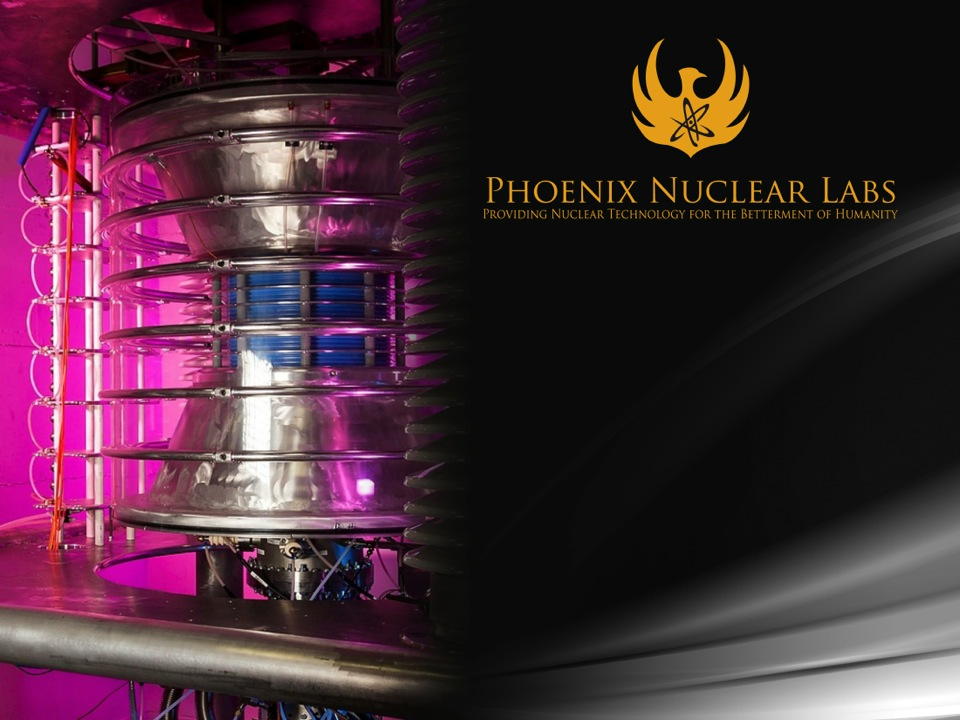 Phoenix Nuclear Labs
Providing Nuclear Technology for the Betterment of Humanity